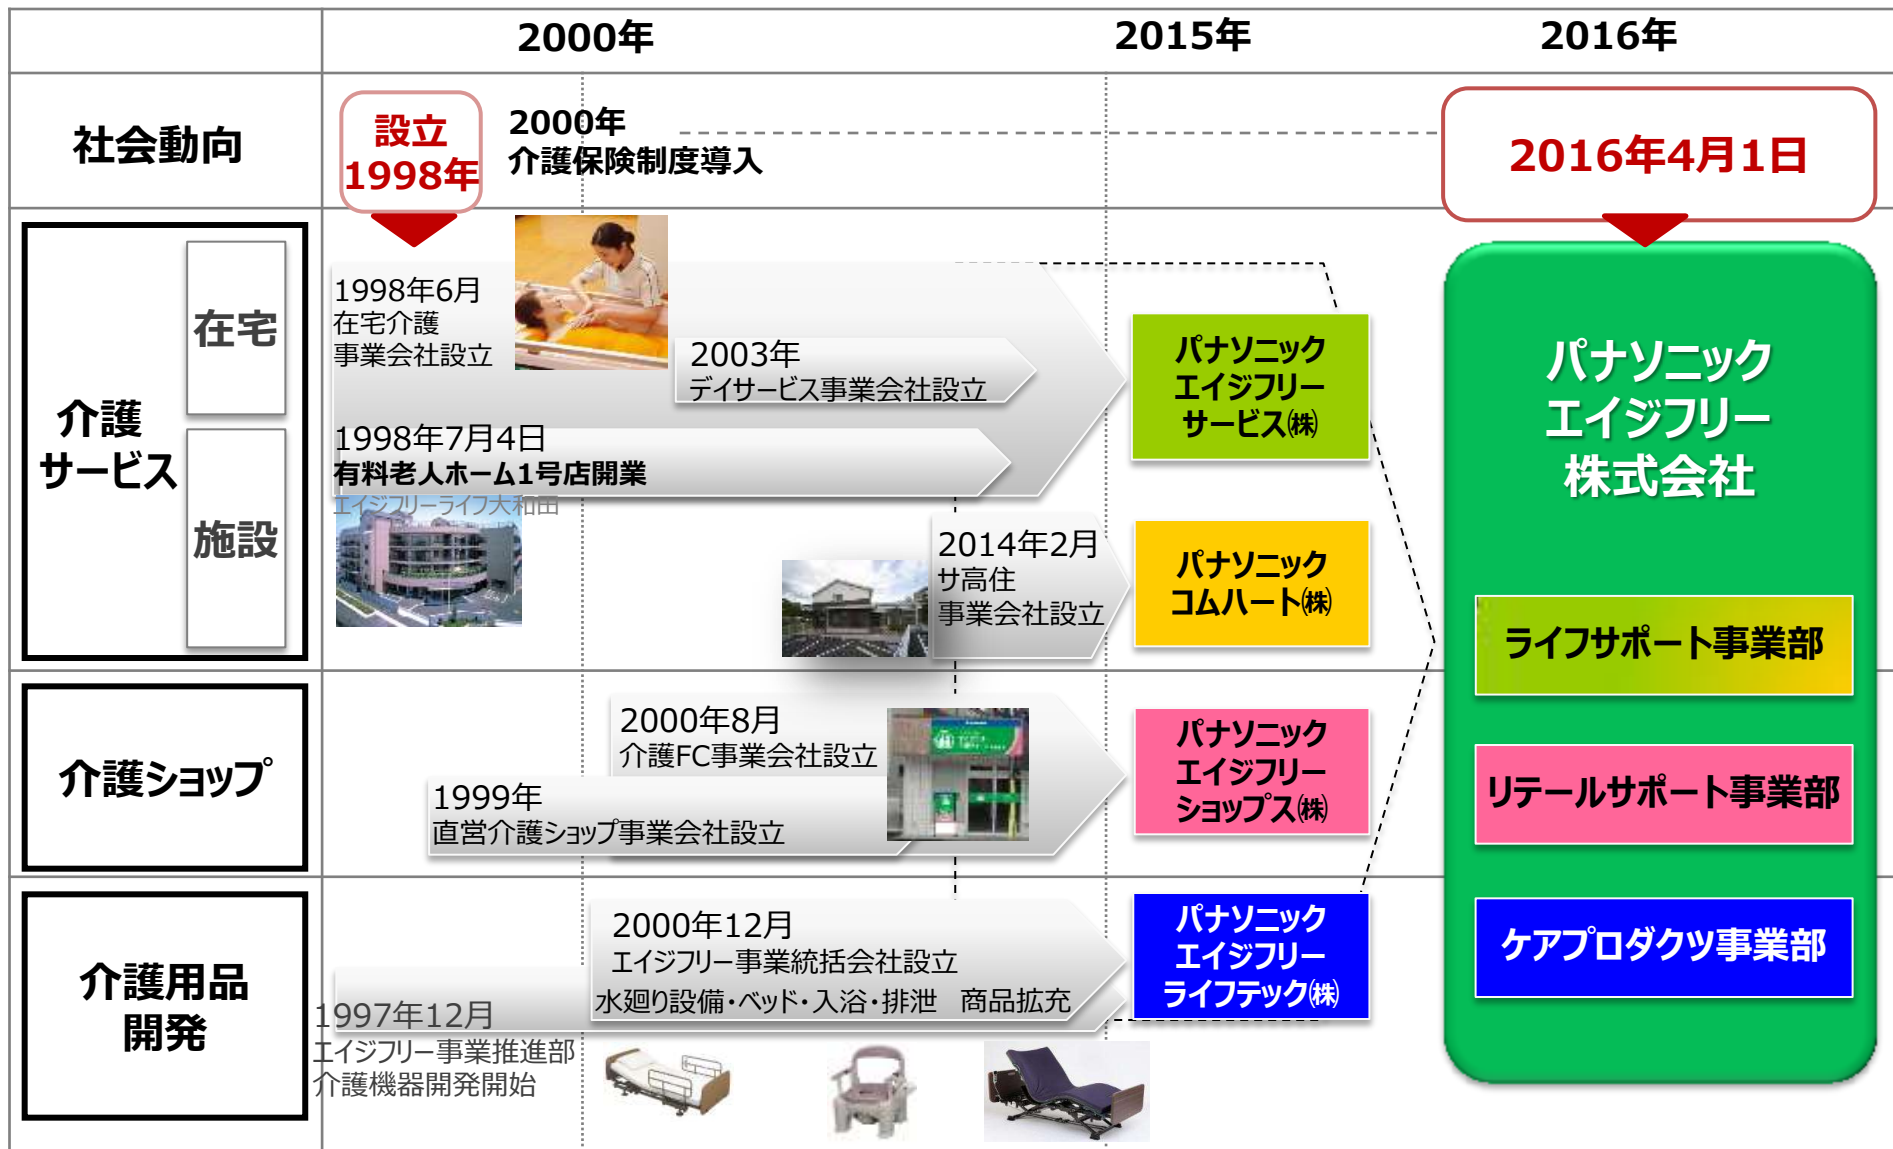 2000年
2015年
2016年
社会動向
設立
1998年
2000年
介護保険制度導入
2016年4月1日
介護
サービス
在宅
施設
1998年6月
在宅介護
事業会社設立
2003年
デイサービス事業会社設立
1998年7月4日
有料老人ホーム1号店開業
エイジフリーライフ大和田
2014年2月
サ高住
事業会社設立
パナソニック
エイジフリー
サービス㈱
パナソニック
コムハート㈱
介護ショップ
2000年8月
介護FC事業会社設立
1999年
直営介護ショップ事業会社設立
パナソニック
エイジフリー
ショップス㈱
介護用品
開発
2000年12月
エイジフリー事業統括会社設立
水廻り設備・ベッド・入浴・排泄　商品拡充
1997年12月
エイジフリー事業推進部
介護機器開発開始
パナソニック
エイジフリー
ライフテック㈱
パナソニック
エイジフリー
株式会社
ライフサポート事業部
リテールサポート事業部
ケアプロダクツ事業部